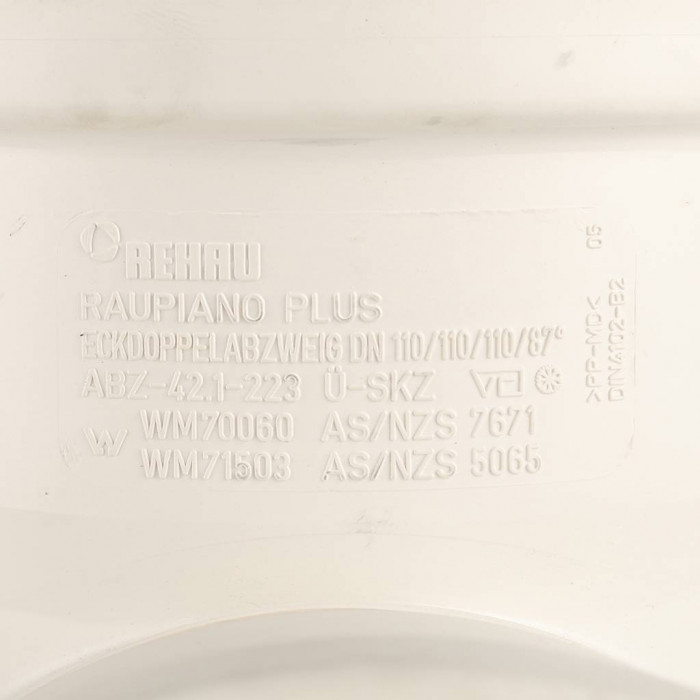 REHAU
RAUPIANO PLUS
ECKDOPPELABZWEIG DN 110/110/110/87°
ABZ-42.1-223 Ü-SKZ
WM70060 AS/NZS 7671
WM71503 AS/NZS 5065
>PP-MD< 05
DIN4102-B2